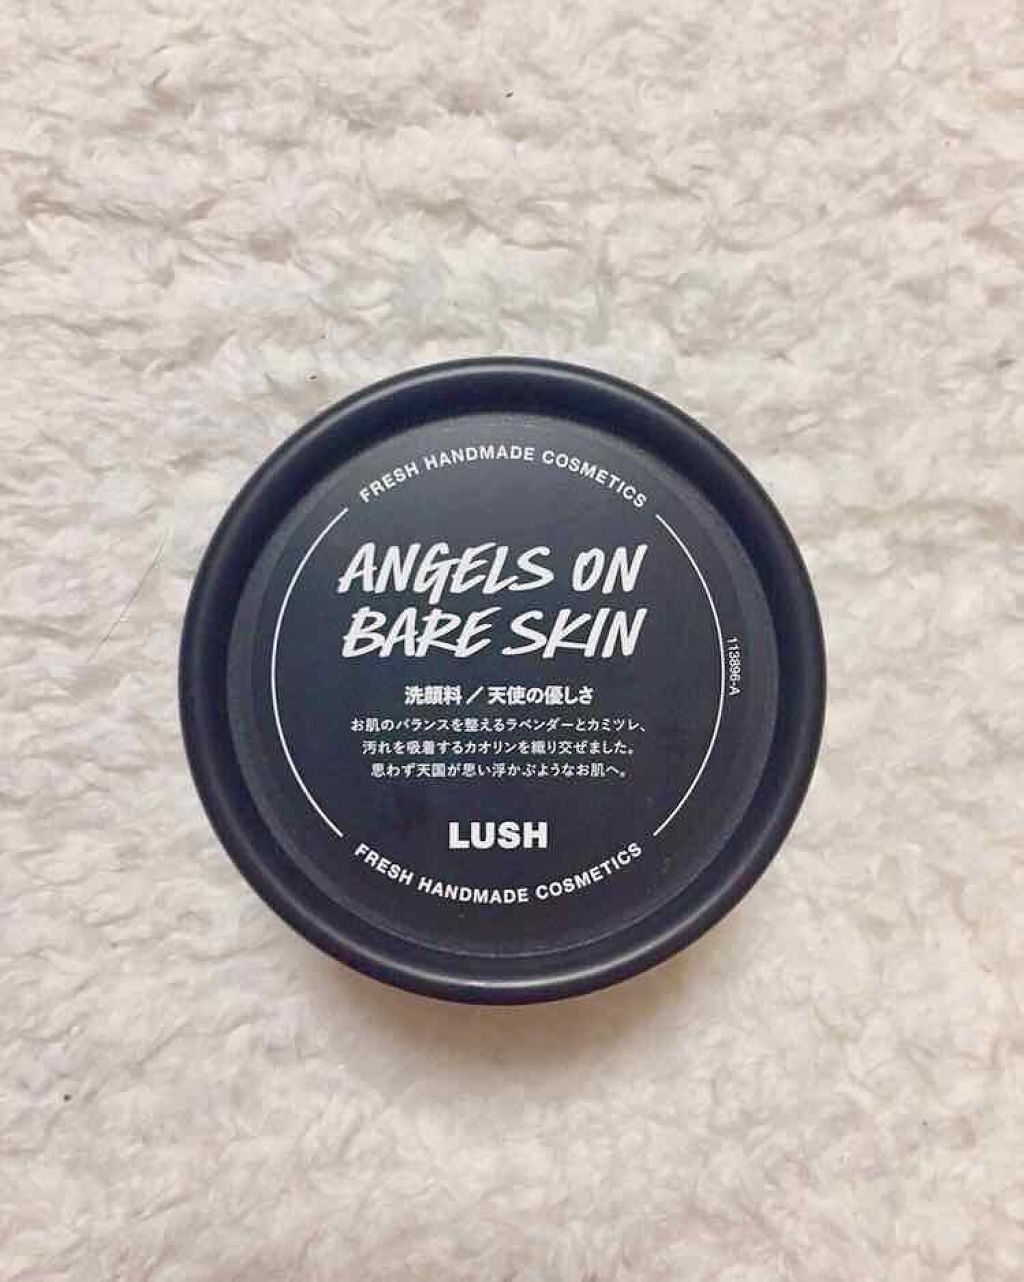 FRESH HANDMADE COSMETICS
ANGELS ON
BARE SKIN
洗顔料／天使の優しさ
お肌のバランスを整えるラベンダーとカミツレ、
汚れを吸着するカオリンを織り交ぜました。
思わず天国が思い浮かぶようなお肌へ。
113896-A
LUSH
FRESH HANDMADE COSMETICS